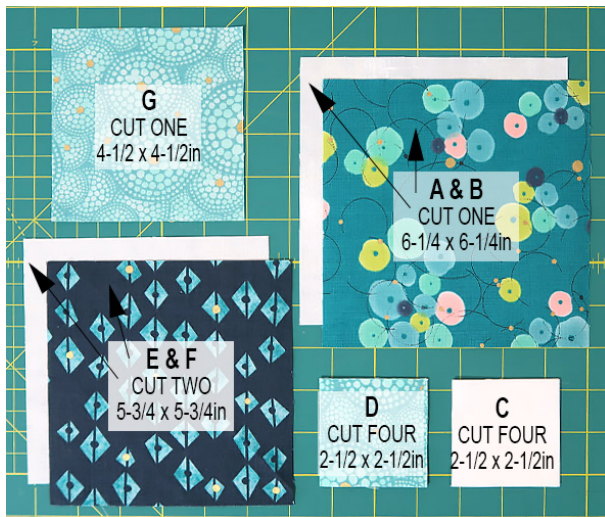 G
CUT ONE
4-1/2 x 4-1/2in
A & B
CUT ONE
6-1/4 x 6-1/4in
E & F
CUT TWO
5-3/4 x 5-3/4in
D
CUT FOUR
2-1/2 x 2-1/2in
C
CUT FOUR
2-1/2 x 2-1/2in